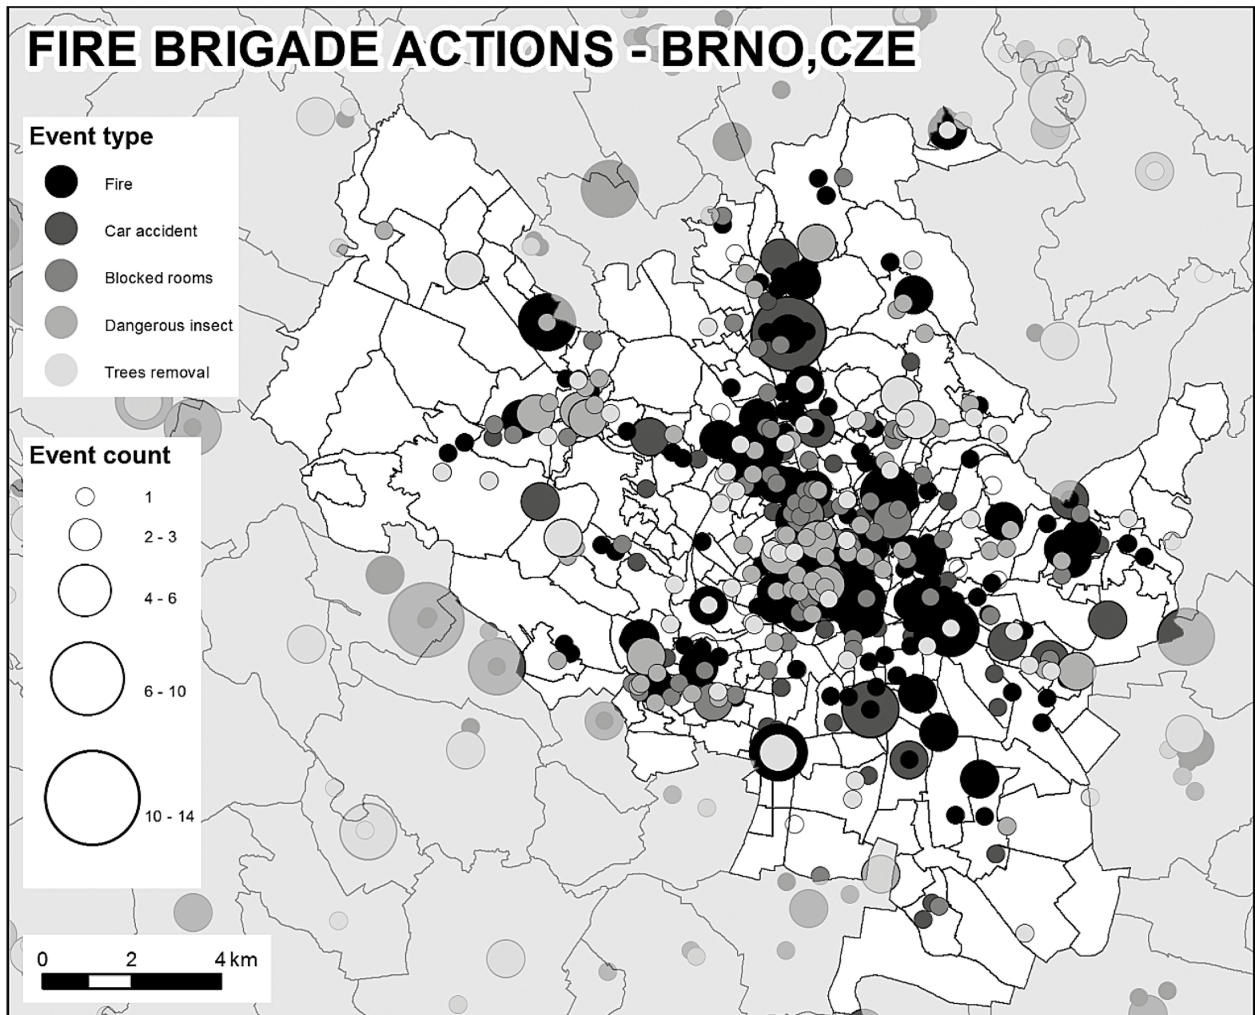 FIRE BRIGADE ACTIONS - BRNO,CZE
Event type
Fire
Car accident
Blocked rooms
Dangerous insect
Trees removal
Event count
1
2 - 3
4 - 6
6 - 10
10 - 14
0 2 4 km